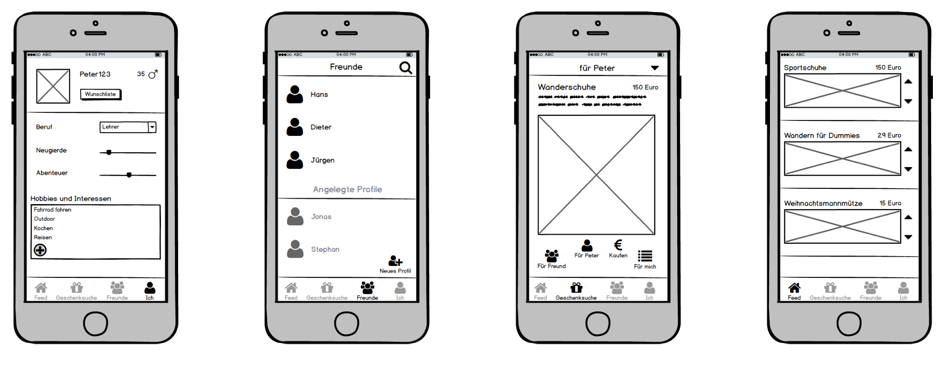 ABC 04:00 PM
Peter123 35
Wunschliste
Beruf Lehrer
Neugierde
Abenteuer
Hobbies und Interessen
Fahrrad fahren
Outdoor
Kochen
Reisen
Feed Geschenksuche Freunde Ich
ABC 04:00 PM
Freunde
Hans
Dieter
Jürgen
Angelegte Profile
Jonas
Stephan
Neues Profil
Feed Geschenksuche Freunde Ich
ABC 04:00 PM
für Peter
Wanderschuhe 150 Euro
Für Freund Für Peter Kaufen Für mich
Feed Geschenksuche Freunde Ich
ABC 04:00 PM
Sportschuhe 150 Euro
Wandern für Dummies 29 Euro
Weihnachtsmannmütze 15 Euro
Feed Geschenksuche Freunde Ich